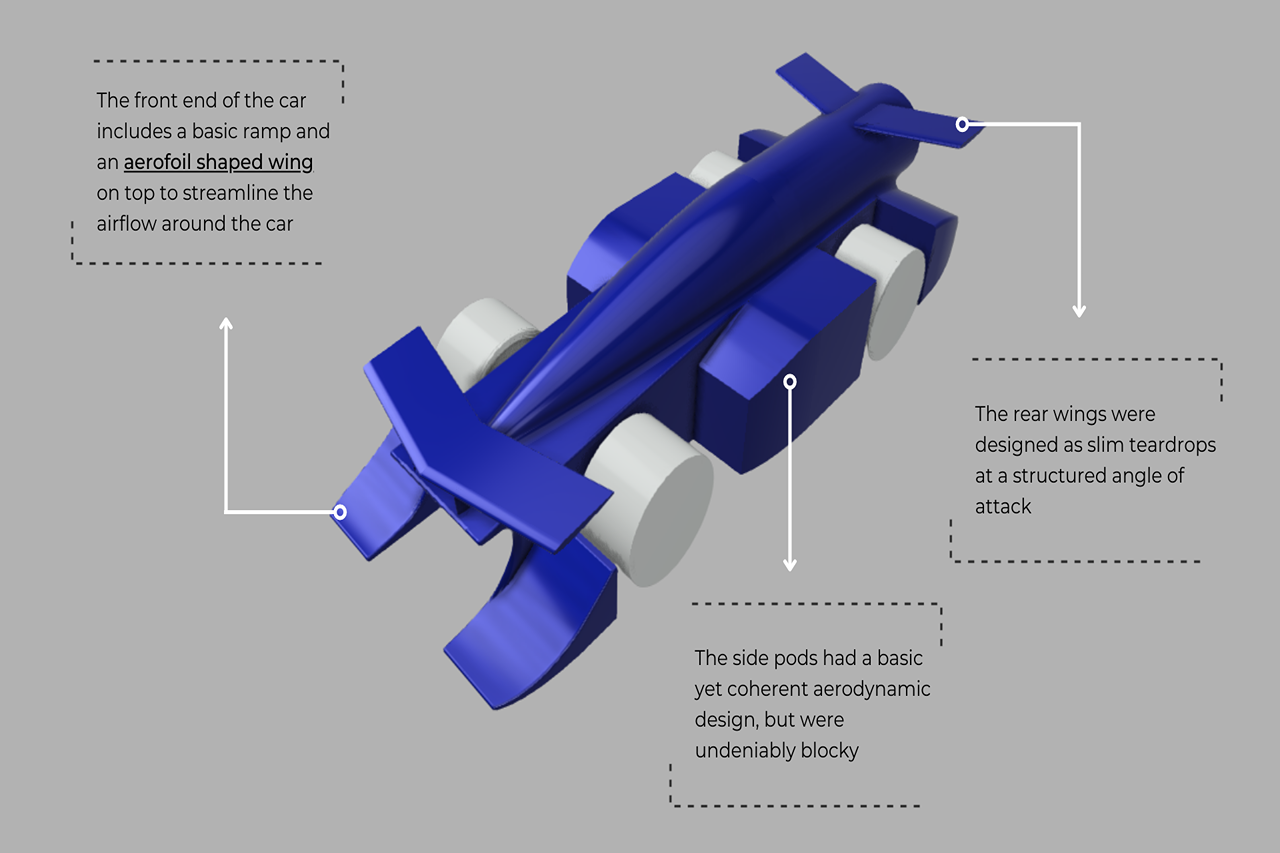 The front end of the car
includes a basic ramp and
an aerofoil shaped wing
on top to streamline the
airflow around the car
The rear wings were
designed as slim teardrops
at a structured angle of
attack
The side pods had a basic
yet coherent aerodynamic
design, but were
undeniably blocky